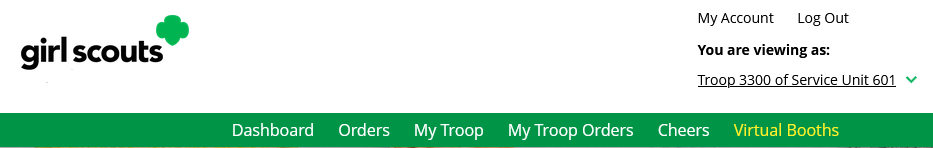 My Account Log Out
girl scouts
You are viewing as:
Troop 3300 of Service Unit 601
Dashboard Orders My Troop My Troop Orders Cheers Virtual Booths